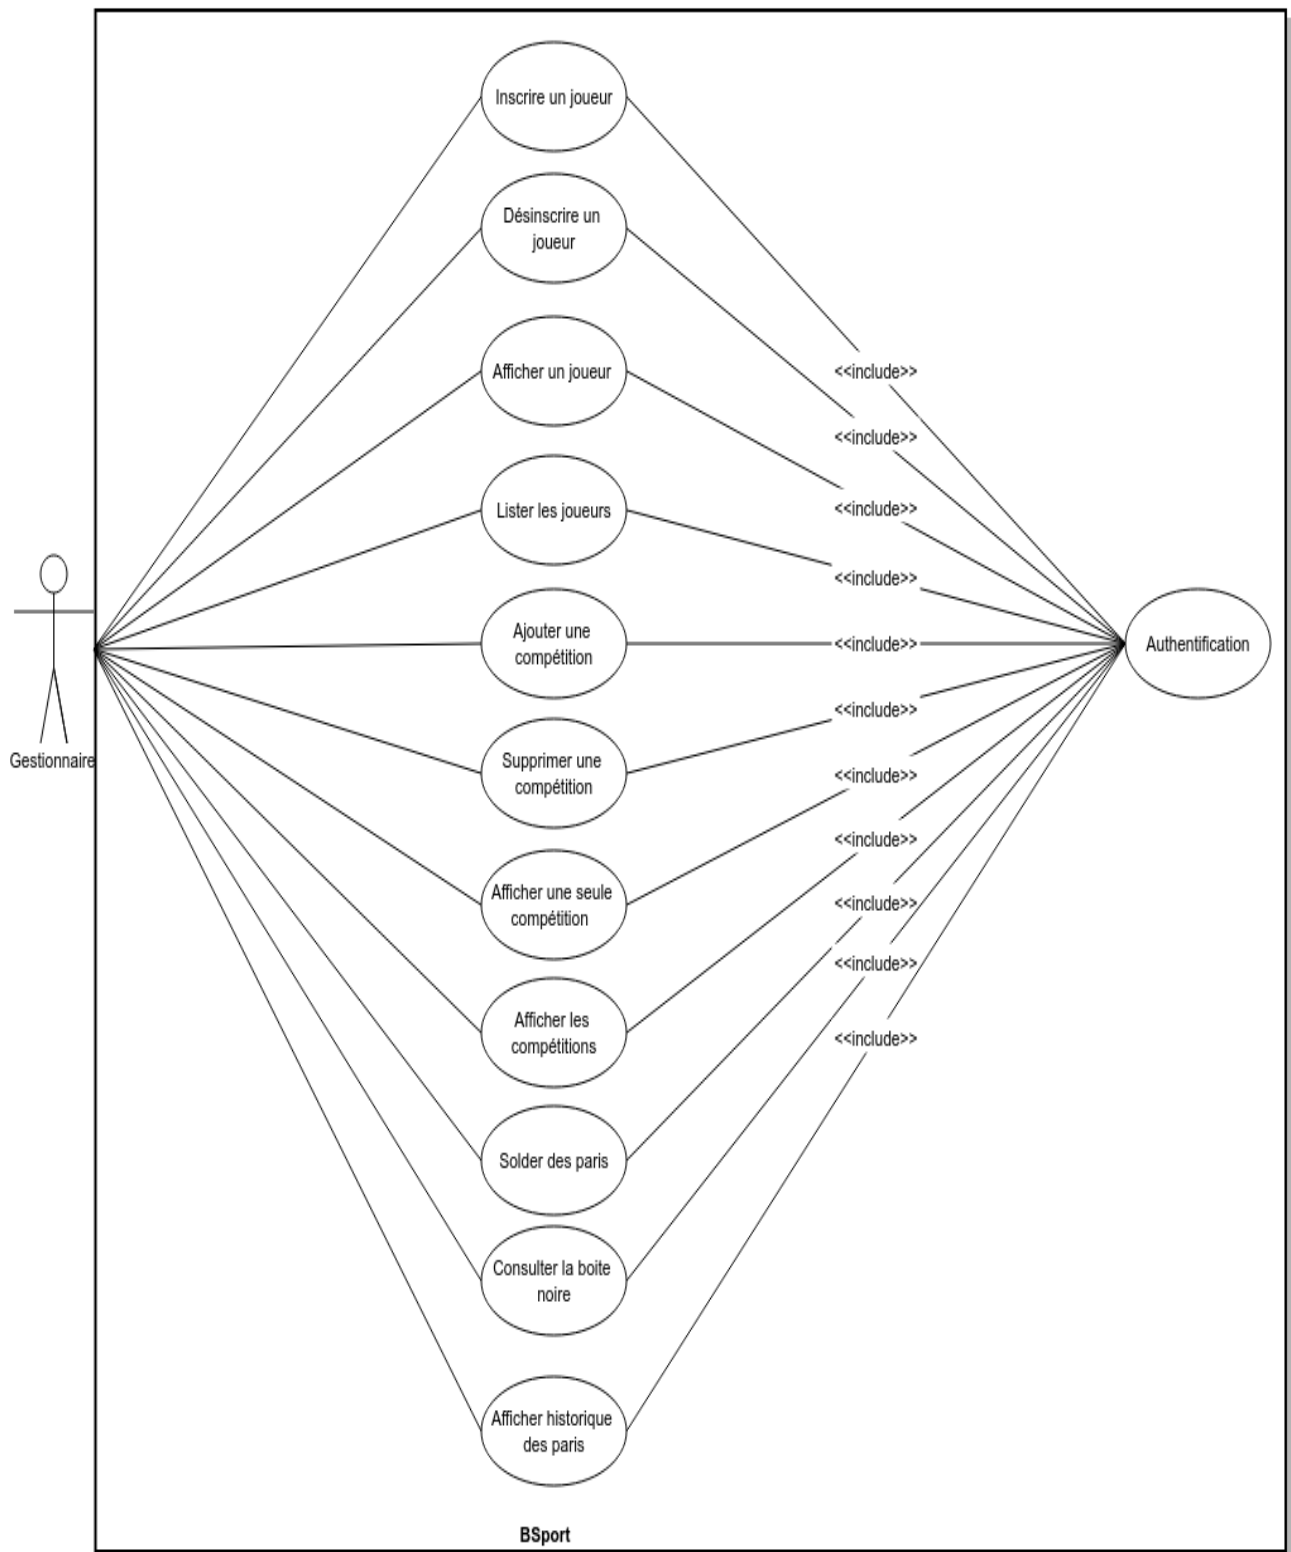 Inscrire un joueur
Désinscrire un
joueur
Afficher un joueur
<<include>>
<<include>>
Lister les joueurs
<<include>>
<<include>>
Ajouter une
compétition
<<include>>
Authentification
Gestionnaire
<<include>>
Supprimer une
compétition
<<include>>
<<include>>
Afficher une seule
compétition
<<include>>
<<include>>
Afficher les
compétitions
<<include>>
Solder des paris
Consulter la boite
noire
Afficher historique
des paris
BSport